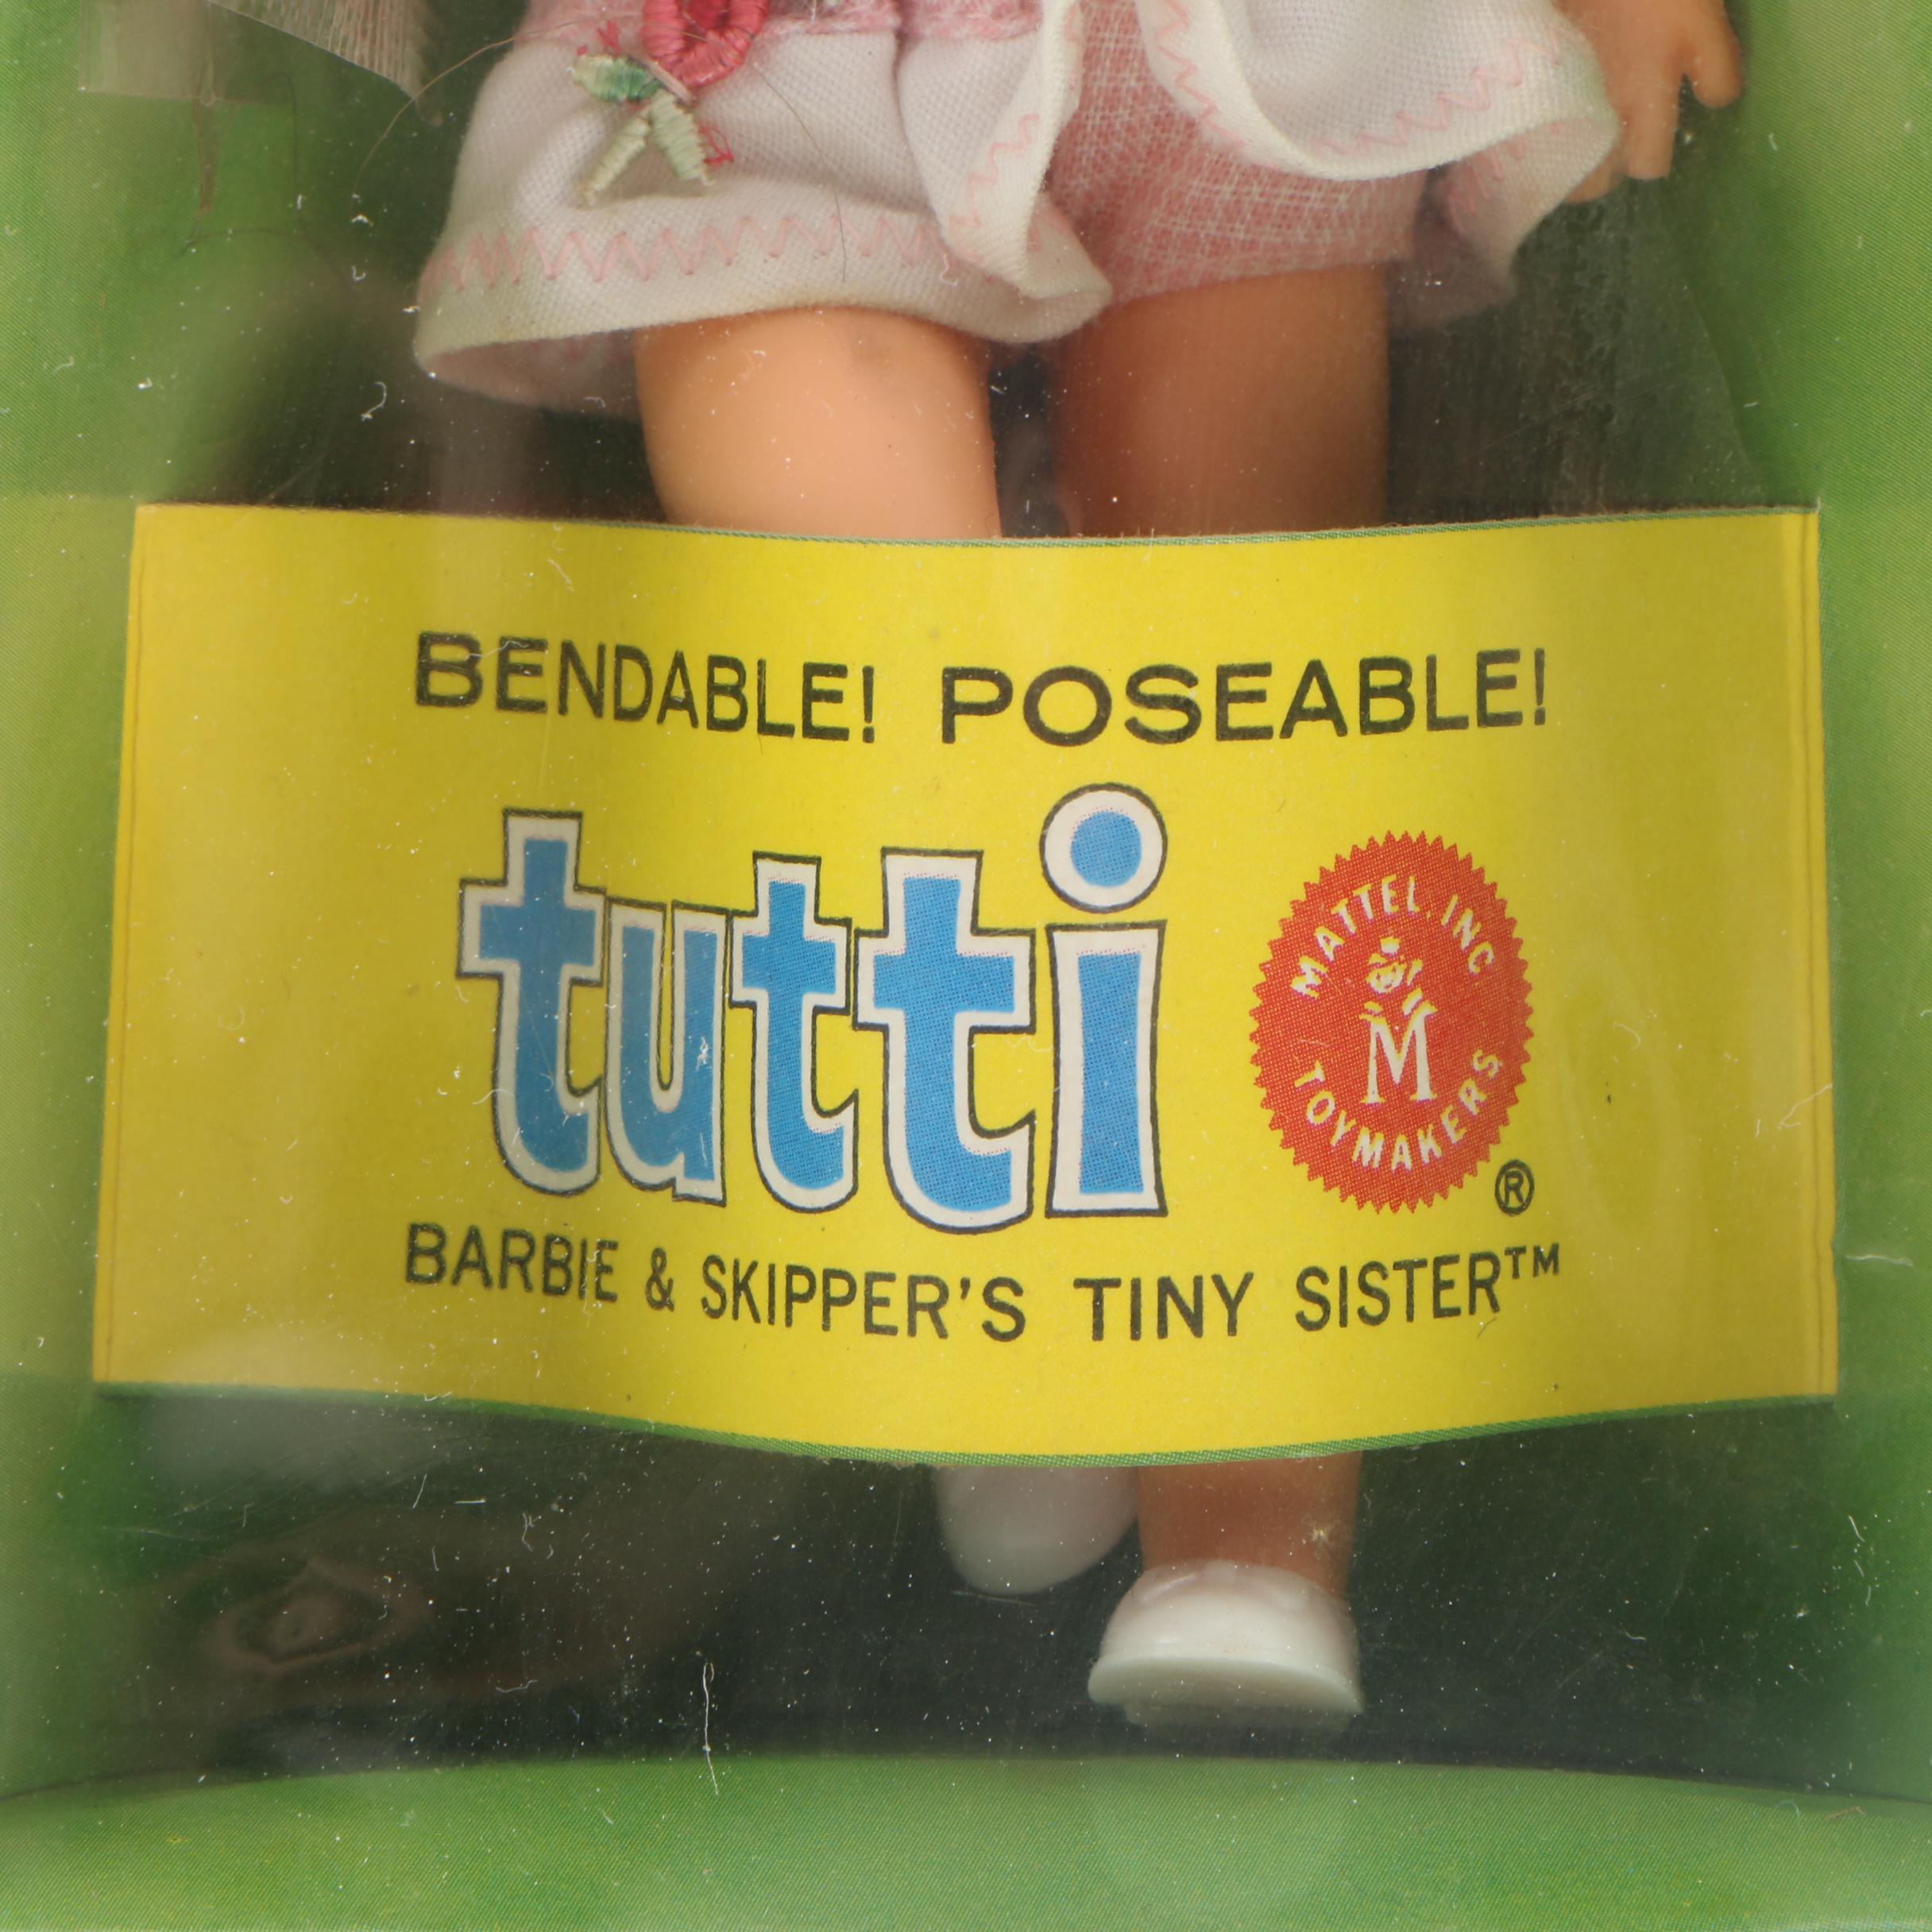 BENDABLE! POSEABLE!
tutti
MATTEL, INC
M
TOYMAKERS
®
BARBIE & SKIPPER'S TINY SISTER™